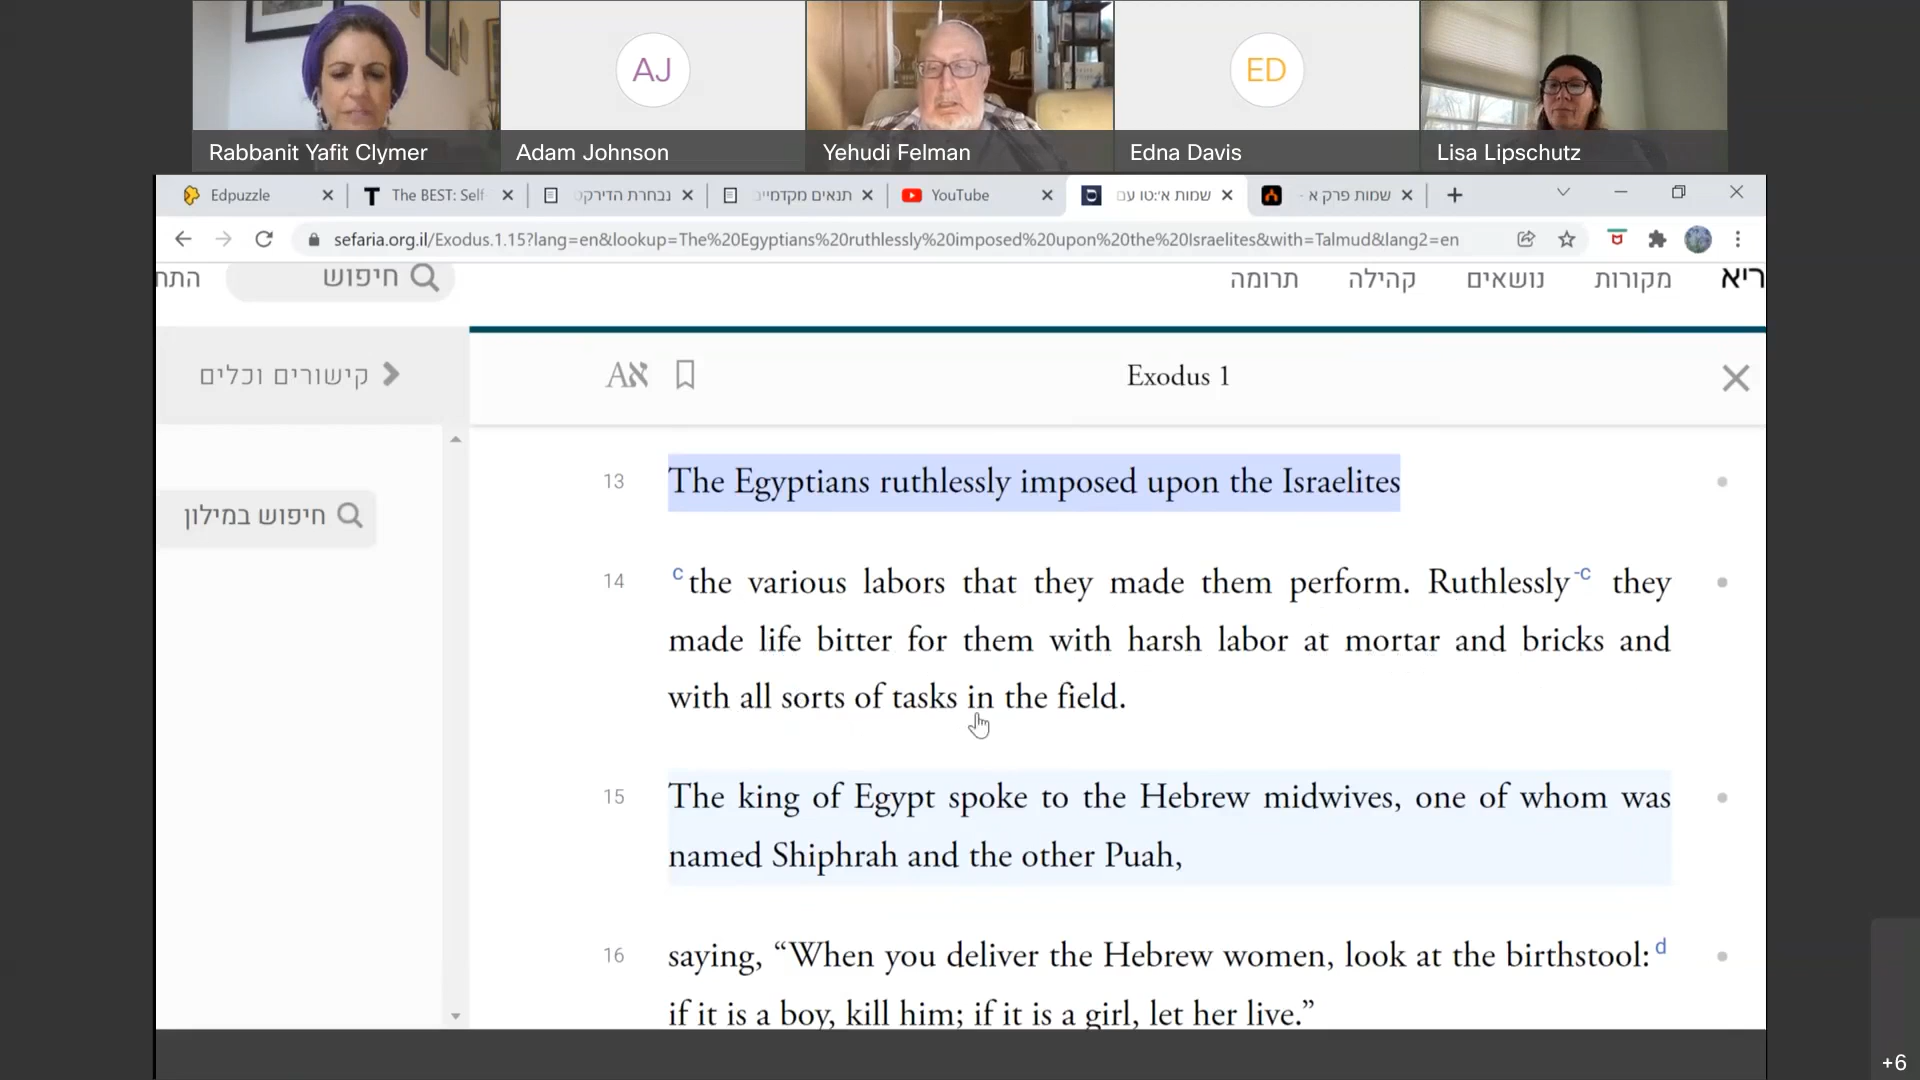 AJ
ED
Rabbanit Yafit Clymer
Adam Johnson
Yehudi Felman
Edna Davis
Lisa Lipschutz
Edpuzzle
The BEST: Self
נבחרת הדירקט
תנאים מקדמיים
YouTube
שמות א׳:טו עם
שמות פרק א -
sefaria.org.il/Exodus.1.15?lang=en&lookup=The%20Egyptians%20ruthlessly%20imposed%20upon%20the%20Israelites&with=Talmud&lang2=en
ריא מקורות נושאים קהילה תרומה
חיפוש
התח
קישורים וכלים
Aא
Exodus 1
חיפוש במילון
13 The Egyptians ruthlessly imposed upon the Israelites
14 c the various labors that they made them perform. Ruthlessly -c they
made life bitter for them with harsh labor at mortar and bricks and
with all sorts of tasks in the field.
15 The king of Egypt spoke to the Hebrew midwives, one of whom was
named Shiphrah and the other Puah,
16 saying, “When you deliver the Hebrew women, look at the birthstool: d
if it is a boy, kill him; if it is a girl, let her live.”
+6